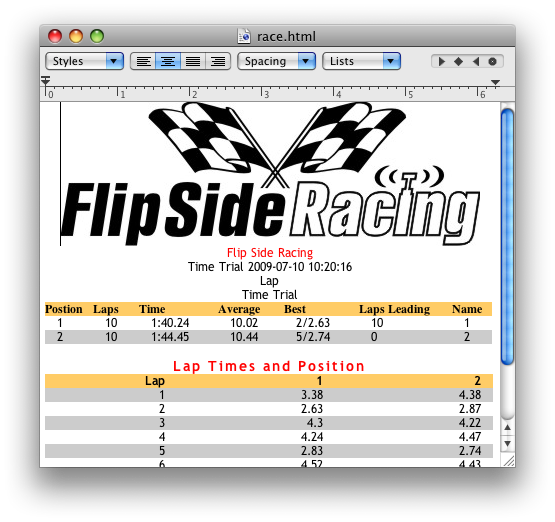 race.html
Styles Spacing Lists
0 1 2 3 4 5 6
FlipSideRacing
Flip Side Racing
Time Trial 2009-07-10 10:20:16
Lap
Time Trial
Postion Laps Time Average Best Laps Leading Name
1 10 1:40.24 10.02 2/2.63 10 1
2 10 1:44.45 10.44 5/2.74 0 2
Lap Times and Position
Lap 1 2
1 3.38 4.38
2 2.63 2.87
3 4.3 4.22
4 4.24 4.47
5 2.83 2.74
6 4.52 4.43